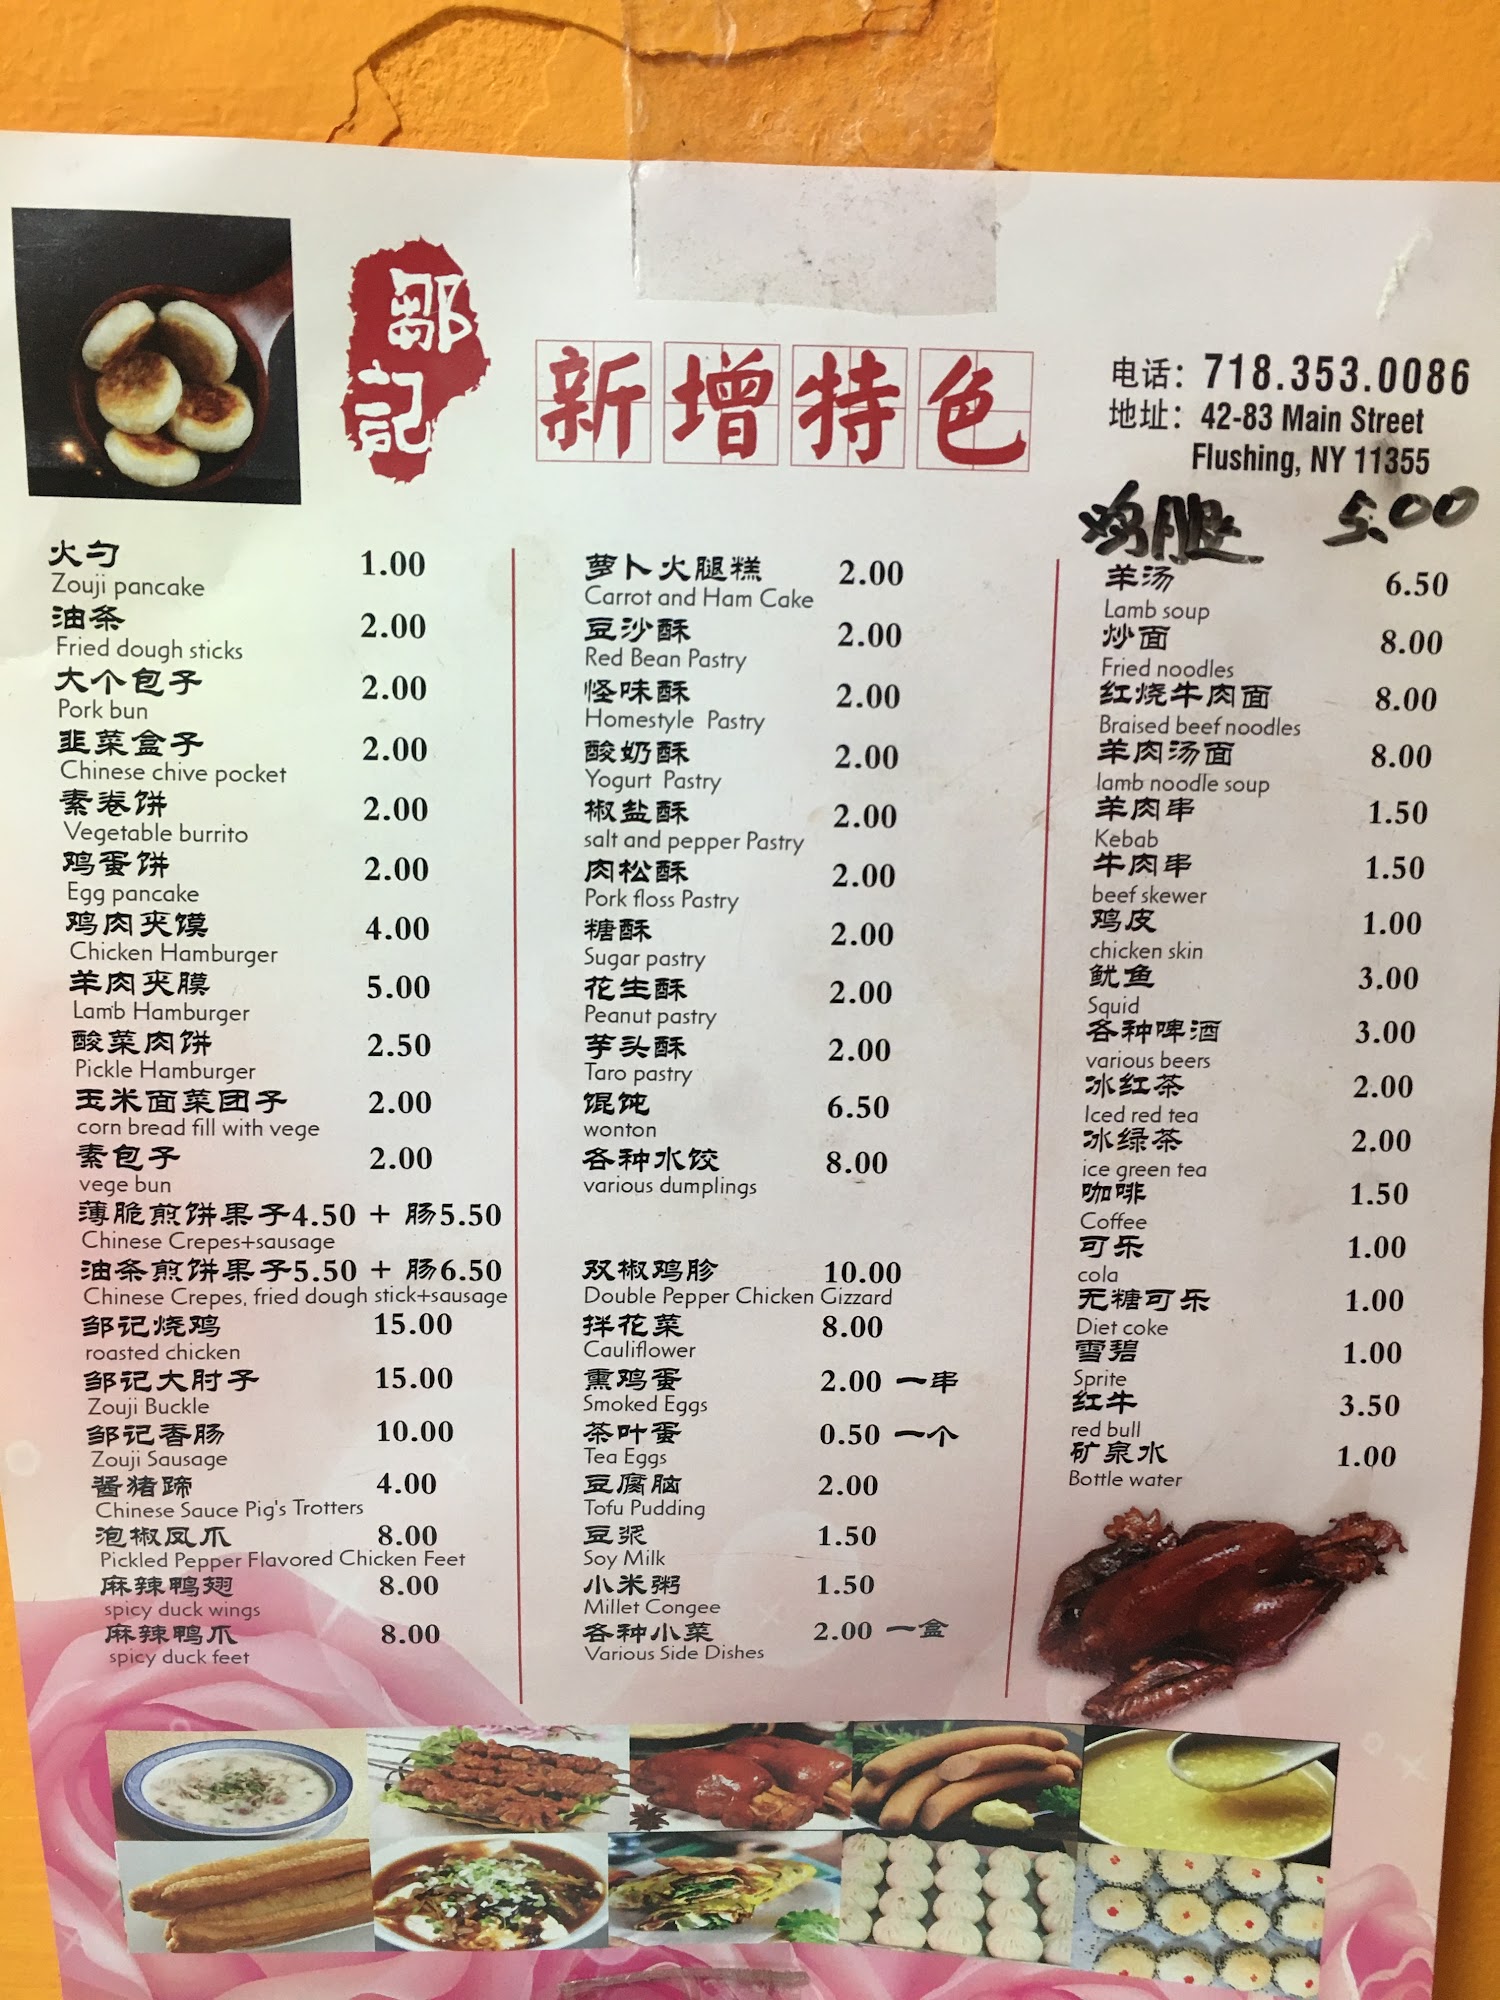 邹记
新增特色
电话：718.353.0086
地址：42-83 Main Street
Flushing, NY 11355
火勺 1.00
Zouji pancake
油条 2.00
Fried dough sticks
大个包子 2.00
Pork bun
韭菜盒子 2.00
Chinese chive pocket
素卷饼 2.00
Vegetable burrito
鸡蛋饼 2.00
Egg pancake
鸡肉夹馍 4.00
Chicken Hamburger
羊肉夹膜 5.00
Lamb Hamburger
酸菜肉饼 2.50
Pickle Hamburger
玉米面菜团子 2.00
corn bread fill with vege
素包子 2.00
vege bun
薄脆煎饼果子4.50 + 肠5.50
Chinese Crepes+sausage
油条煎饼果子5.50 + 肠6.50
Chinese Crepes, fried dough stick+sausage
邹记烧鸡 15.00
roasted chicken
邹记大肘子 15.00
Zouji Buckle
邹记香肠 10.00
Zouji Sausage
酱猪蹄 4.00
Chinese Sauce Pig's Trotters
泡椒凤爪 8.00
Pickled Pepper Flavored Chicken Feet
麻辣鸭翅 8.00
spicy duck wings
麻辣鸭爪 8.00
spicy duck feet
萝卜火腿糕 2.00
Carrot and Ham Cake
豆沙酥 2.00
Red Bean Pastry
怪味酥 2.00
Homestyle Pastry
酸奶酥 2.00
Yogurt Pastry
椒盐酥 2.00
salt and pepper Pastry
肉松酥 2.00
Pork floss Pastry
糖酥 2.00
Sugar pastry
花生酥 2.00
Peanut pastry
芋头酥 2.00
Taro pastry
馄饨 6.50
wonton
各种水饺 8.00
various dumplings
双椒鸡胗 10.00
Double Pepper Chicken Gizzard
拌花菜 8.00
Cauliflower
熏鸡蛋 2.00 一串
Smoked Eggs
茶叶蛋 0.50 一个
Tea Eggs
豆腐脑 2.00
Tofu Pudding
豆浆 1.50
Soy Milk
小米粥 1.50
Millet Congee
各种小菜 2.00 一盒
Various Side Dishes
鸡腿 5.00
羊汤 6.50
Lamb soup
炒面 8.00
Fried noodles
红烧牛肉面 8.00
Braised beef noodles
羊肉汤面 8.00
lamb noodle soup
羊肉串 1.50
Kebab
牛肉串 1.50
beef skewer
鸡皮 1.00
chicken skin
鱿鱼 3.00
Squid
各种啤酒 3.00
various beers
冰红茶 2.00
Iced red tea
冰绿茶 2.00
ice green tea
咖啡 1.50
Coffee
可乐 1.00
cola
无糖可乐 1.00
Diet coke
雪碧 1.00
Sprite
红牛 3.50
red bull
矿泉水 1.00
Bottle water